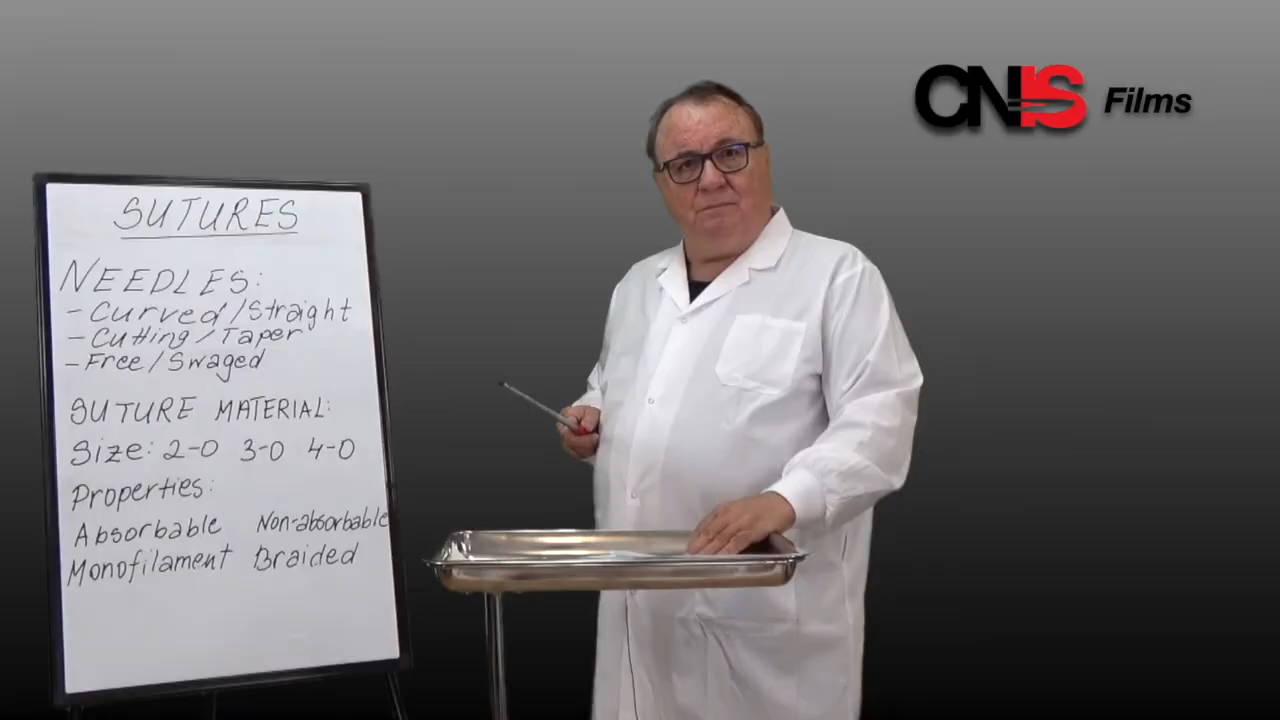 SUTURES
NEEDLES:
- Curved/Straight
- Cutting/Taper
- Free/Swaged
SUTURE MATERIAL:
Size: 2-0 3-0 4-0
Properties:
Absorbable Non-absorbable
Monofilament Braided
CNIS Films